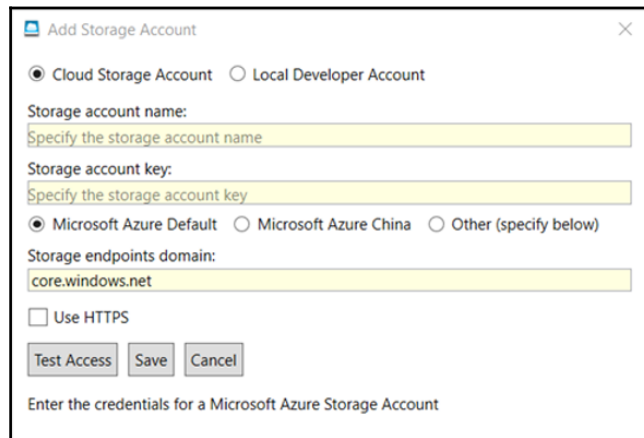 Add Storage Account
Cloud Storage Account Local Developer Account
Storage account name:
Specify the storage account name
Storage account key:
Specify the storage account key
Microsoft Azure Default Microsoft Azure China Other (specify below)
Storage endpoints domain:
core.windows.net
Use HTTPS
Test Access Save Cancel
Enter the credentials for a Microsoft Azure Storage Account